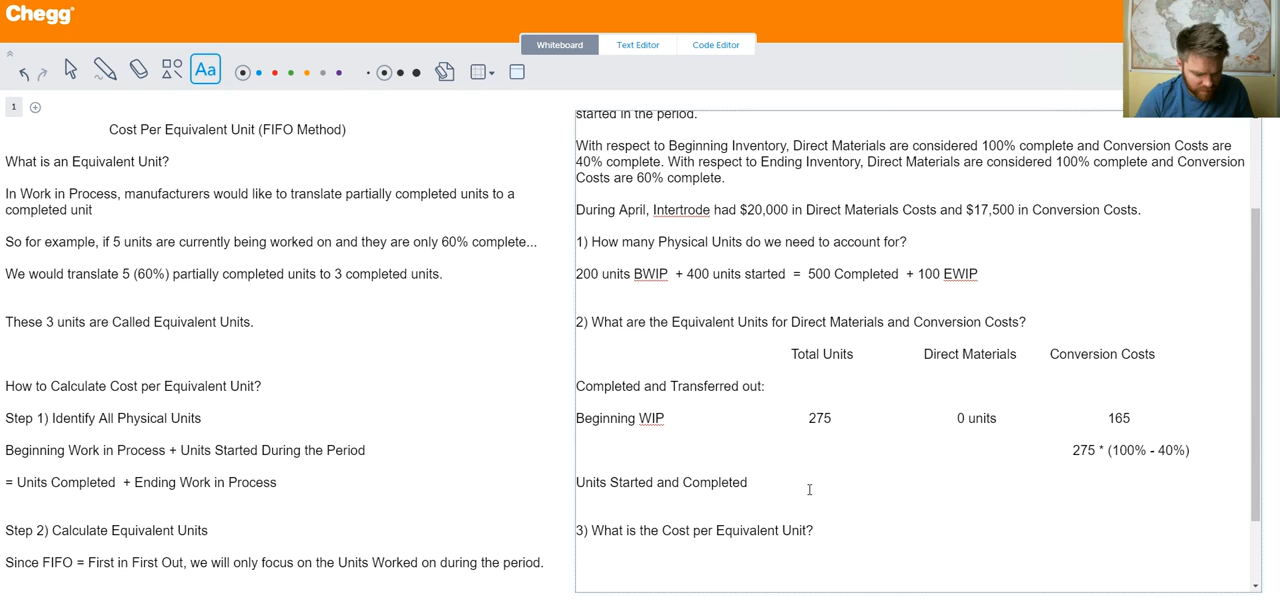 Chegg
Whiteboard
Text Editor
Code Editor
Aa
1
Cost Per Equivalent Unit (FIFO Method)
What is an Equivalent Unit?
In Work in Process, manufacturers would like to translate partially completed units to a
completed unit
So for example, if 5 units are currently being worked on and they are only 60% complete...
We would translate 5 (60%) partially completed units to 3 completed units.
These 3 units are Called Equivalent Units.
How to Calculate Cost per Equivalent Unit?
Step 1) Identify All Physical Units
Beginning Work in Process + Units Started During the Period
= Units Completed + Ending Work in Process
Step 2) Calculate Equivalent Units
Since FIFO = First in First Out, we will only focus on the Units Worked on during the period.
started in the period.
With respect to Beginning Inventory, Direct Materials are considered 100% complete and Conversion Costs are
40% complete. With respect to Ending Inventory, Direct Materials are considered 100% complete and Conversion
Costs are 60% complete.
During April, Intertrode had $20,000 in Direct Materials Costs and $17,500 in Conversion Costs.
1) How many Physical Units do we need to account for?
200 units BWIP + 400 units started = 500 Completed + 100 EWIP
2) What are the Equivalent Units for Direct Materials and Conversion Costs?
Total Units Direct Materials Conversion Costs
Completed and Transferred out:
Beginning WIP 275 0 units 165
275 * (100% - 40%)
Units Started and Completed
3) What is the Cost per Equivalent Unit?